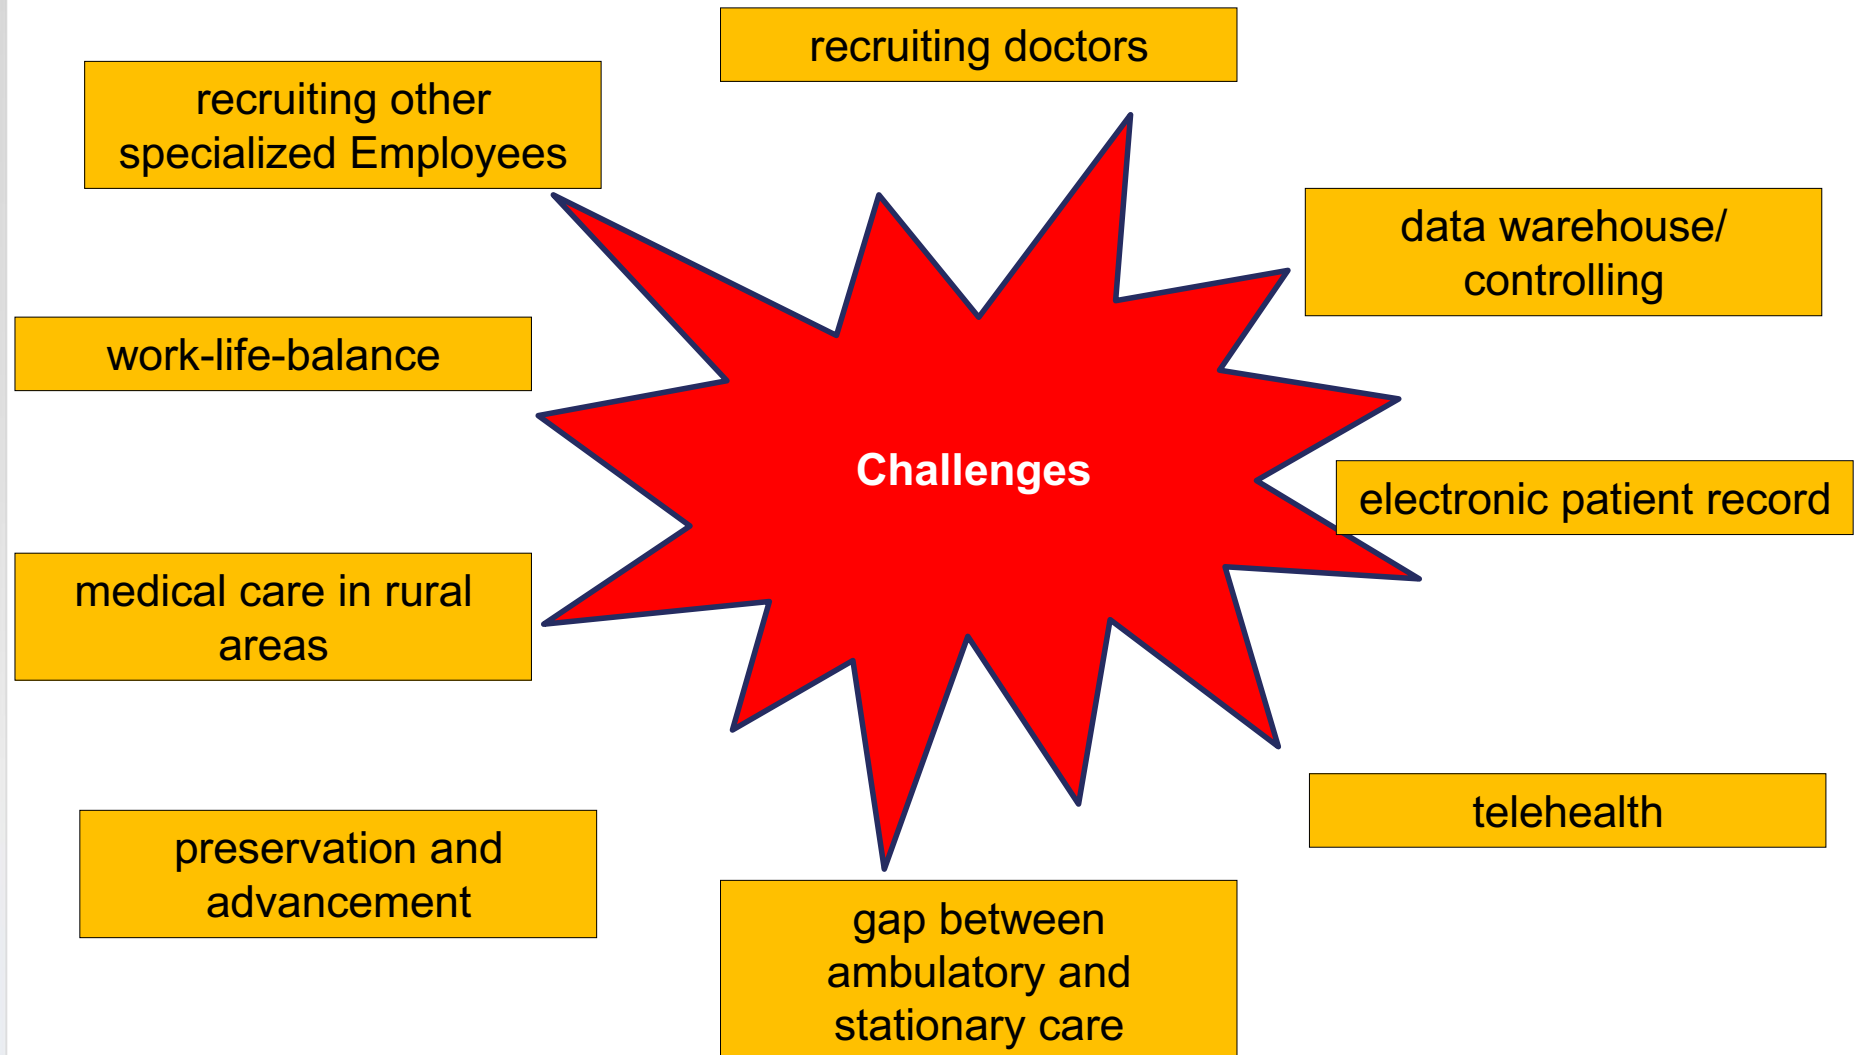 recruiting doctors
recruiting other
specialized Employees
data warehouse/
controlling
work-life-balance
Challenges
electronic patient record
medical care in rural
areas
telehealth
preservation and
advancement
gap between
ambulatory and
stationary care